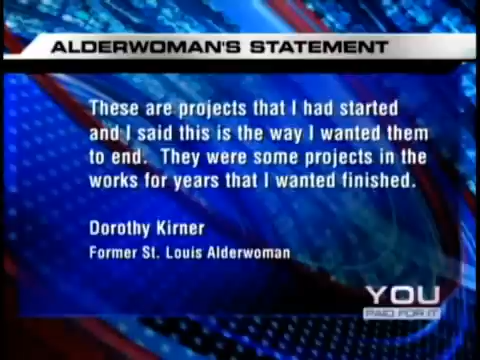 ALDERWOMAN'S STATEMENT
These are projects that I had started
and I said this is the way I wanted them
to end. They were some projects in the
works for years that I wanted finished.
Dorothy Kirner
Former St. Louis Alderwoman
YOU
PAID FOR IT